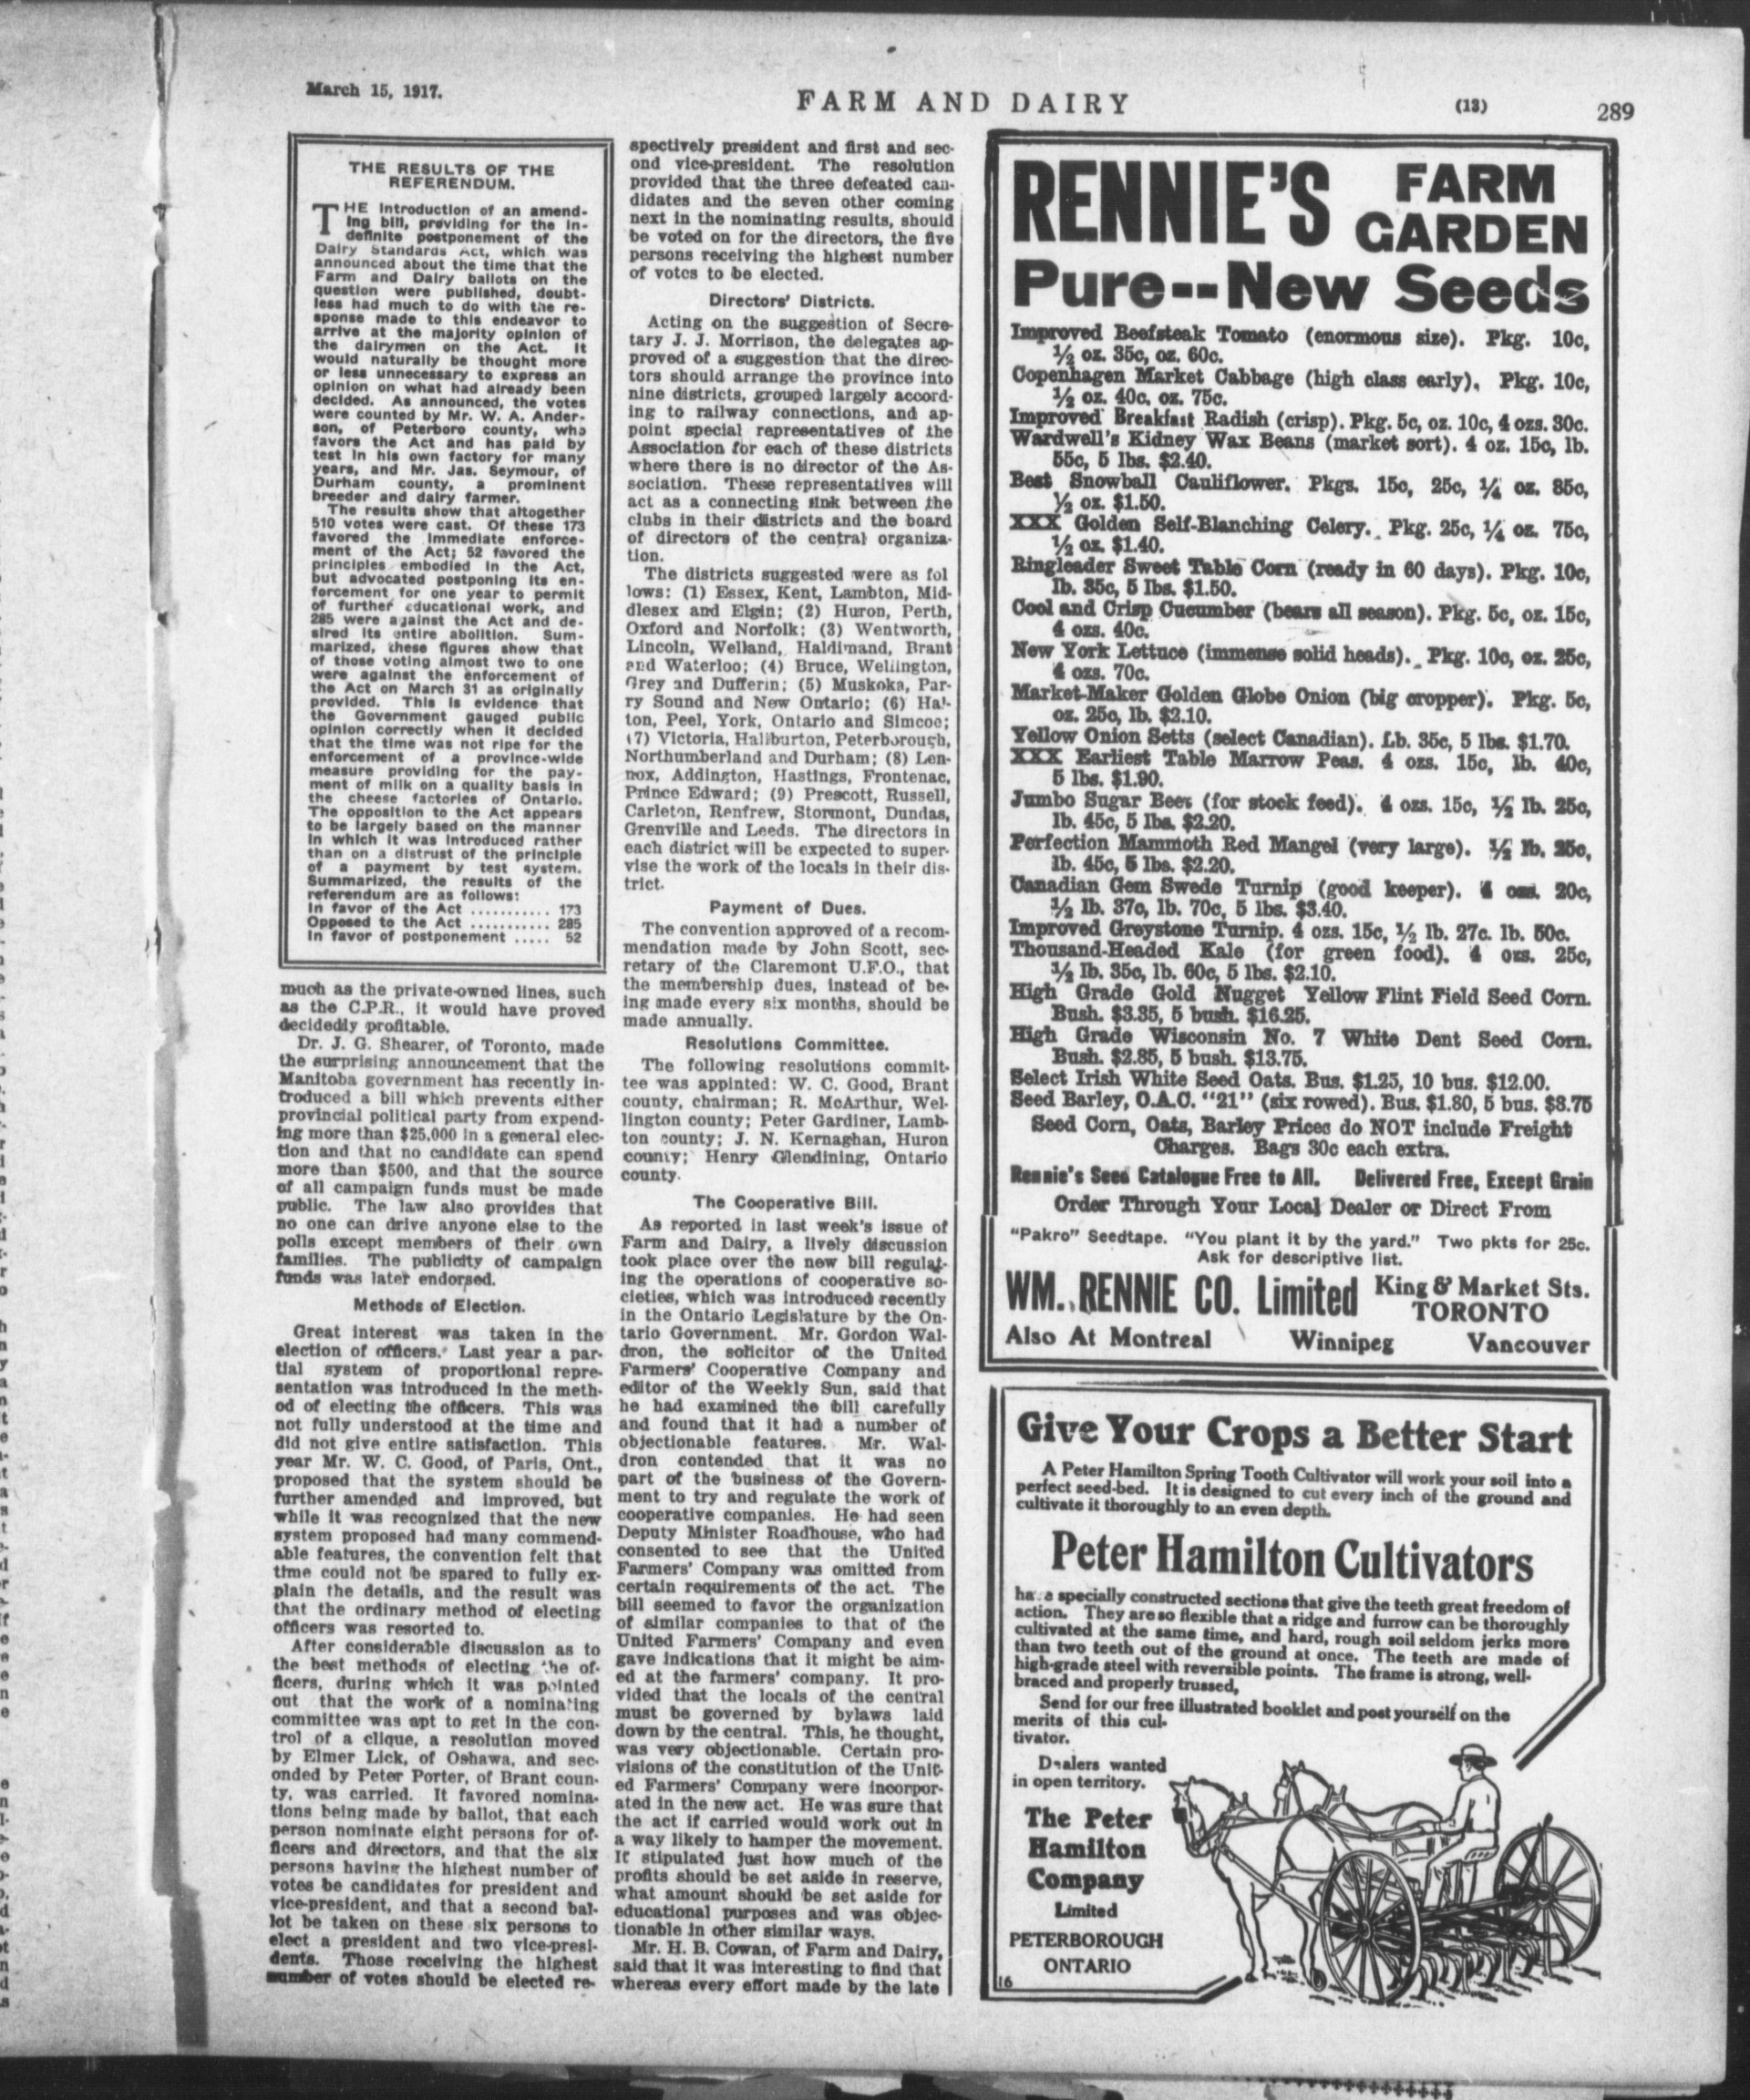 March 15, 1917.
FARM AND DAIRY
(13)
289
THE RESULTS OF THE
REFERENDUM.
THE introduction of an amend-
ing bill, providing for the in-
definite postponement of the
Dairy Standards Act, which was
announced about the time that the
Farm and Dairy ballots on the
question were published, doubt-
less had much to do with the re-
sponse made to this endeavor to
arrive at the majority opinion of
the dairymen on the Act. It
would naturally be thought more
or less unnecessary to express an
opinion on what had already been
decided. As announced, the votes
were counted by Mr. W. A. Ander-
son, of Peterboro county, who
favors the Act and has paid by
test in his own factory for many
years, and Mr. Jas. Seymour, of
Durham county, a prominent
breeder and dairy farmer.
The results show that altogether
510 votes were cast. Of these 173
favored the immediate enforce-
ment of the Act; 52 favored the
principles embodied in the Act,
but advocated postponing its en-
forcement for one year to permit
of further educational work, and
285 were against the Act and de-
sired its entire abolition. Sum-
marized, these figures show that
of those voting almost two to one
were against the enforcement of
the Act on March 31 as originally
provided. This is evidence that
the Government gauged public
opinion correctly when it decided
that the time was not ripe for the
enforcement of a province-wide
measure providing for the pay-
ment of milk on a quality basis in
the cheese factories of Ontario.
The opposition to the Act appears
to be largely based on the manner
in which it was introduced rather
than on a distrust of the principle
of a payment by test system.
Summarized, the results of the
referendum are as follows:
In favor of the Act ........... 173
Opposed to the Act ........... 285
In favor of postponement ..... 52
much as the private-owned lines, such
as the C.P.R., it would have proved
decidedly profitable.
Dr. J. G. Shearer, of Toronto, made
the surprising announcement that the
Manitoba government has recently in-
troduced a bill which prevents either
provincial political party from expend-
ing more than $25,000 in a general elec-
tion and that no candidate can spend
more than $500, and that the source
of all campaign funds must be made
public. The law also provides that
no one can drive anyone else to the
polls except members of their own
families. The publicity of campaign
funds was later endorsed.
Methods of Election.
Great interest was taken in the
election of officers. Last year a par-
tial system of proportional repre-
sentation was introduced in the meth-
od of electing the officers. This was
not fully understood at the time and
did not give entire satisfaction. This
year Mr. W. C. Good, of Paris, Ont.,
proposed that the system should be
further amended and improved, but
while it was recognized that the new
system proposed had many commend-
able features, the convention felt that
time could not be spared to fully ex-
plain the details, and the result was
that the ordinary method of electing
officers was resorted to.
After considerable discussion as to
the best methods of electing the of-
ficers, during which it was pointed
out that the work of a nominating
committee was apt to get in the con-
trol of a clique, a resolution moved
by Elmer Lick, of Oshawa, and sec-
onded by Peter Porter, of Brant coun-
ty, was carried. It favored nomina-
tions being made by ballot, that each
person nominate eight persons for of-
ficers and directors, and that the six
persons having the highest number of
votes be candidates for president and
vice-president, and that a second bal-
lot be taken on these six persons to
elect a president and two vice-presi-
dents. Those receiving the highest
number of votes should be elected re-
spectively president and first and sec-
ond vice-president. The resolution
provided that the three defeated can-
didates and the seven other coming
next in the nominating results, should
be voted on for the directors, the five
persons receiving the highest number
of votes to be elected.
Directors' Districts.
Acting on the suggestion of Secre-
tary J. J. Morrison, the delegates ap-
proved of a suggestion that the direc-
tors should arrange the province into
nine districts, grouped largely accord-
ing to railway connections, and ap-
point special representatives of the
Association for each of these districts
where there is no director of the As-
sociation. These representatives will
act as a connecting link between the
clubs in their districts and the board
of directors of the central organiza-
tion.
The districts suggested were as fol
lows: (1) Essex, Kent, Lambton, Mid-
dlesex and Elgin; (2) Huron, Perth,
Oxford and Norfolk; (3) Wentworth,
Lincoln, Welland, Haldimand, Brant
and Waterloo; (4) Bruce, Wellington,
Grey and Dufferin; (5) Muskoka, Par-
ry Sound and New Ontario; (6) Hal-
ton, Peel, York, Ontario and Simcoe;
(7) Victoria, Haliburton, Peterborough,
Northumberland and Durham; (8) Len-
nox, Addington, Hastings, Frontenac,
Prince Edward; (9) Prescott, Russell,
Carleton, Renfrew, Stormont, Dundas,
Grenville and Leeds. The directors in
each district will be expected to super-
vise the work of the locals in their dis-
trict.
Payment of Dues.
The convention approved of a recom-
mendation made by John Scott, sec-
retary of the Claremont U.F.O., that
the membership dues, instead of be-
ing made every six months, should be
made annually.
Resolutions Committee.
The following resolutions commit-
tee was appinted: W. C. Good, Brant
county, chairman; R. McArthur, Wel-
lington county; Peter Gardiner, Lamb-
ton county; J. N. Kernaghan, Huron
county; Henry Glendining, Ontario
county.
The Cooperative Bill.
As reported in last week's issue of
Farm and Dairy, a lively discussion
took place over the new bill regulat-
ing the operations of cooperative so-
cieties, which was introduced recently
in the Ontario Legislature by the On-
tario Government. Mr. Gordon Wal-
dron, the solicitor of the United
Farmers' Cooperative Company and
editor of the Weekly Sun, said that
he had examined the bill carefully
and found that it had a number of
objectionable features. Mr. Wal-
dron contended that it was no
part of the business of the Govern-
ment to try and regulate the work of
cooperative companies. He had seen
Deputy Minister Roadhouse, who had
consented to see that the United
Farmers' Company was omitted from
certain requirements of the act. The
bill seemed to favor the organization
of similar companies to that of the
United Farmers' Company and even
gave indications that it might be aim-
ed at the farmers' company. It pro-
vided that the locals of the central
must be governed by bylaws laid
down by the central. This, he thought,
was very objectionable. Certain pro-
visions of the constitution of the Unit-
ed Farmers' Company were incorpor-
ated in the new act. He was sure that
the act if carried would work out in
a way likely to hamper the movement.
It stipulated just how much of the
profits should be set aside in reserve,
what amount should be set aside for
educational purposes and was objec-
tionable in other similar ways.
Mr. H. B. Cowan, of Farm and Dairy,
said that it was interesting to find that
whereas every effort made by the late
RENNIE'S FARM
GARDEN
Pure--New Seeds
Improved Beefsteak Tomato (enormous size). Pkg. 10c,
½ oz. 35c, oz. 60c.
Copenhagen Market Cabbage (high class early). Pkg. 10c,
½ oz. 40c, oz. 75c.
Improved Breakfast Radish (crisp). Pkg. 5c, oz. 10c, 4 ozs. 30c.
Wardwell's Kidney Wax Beans (market sort). 4 oz. 15c, lb.
55c, 5 lbs. $2.40.
Best Snowball Cauliflower. Pkgs. 15c, 25c, ¼ oz. 85c,
½ oz. $1.50.
XXX Golden Self-Blanching Celery. Pkg. 25c, ¼ oz. 75c,
½ oz. $1.40.
Ringleader Sweet Table Corn (ready in 60 days). Pkg. 10c,
lb. 35c, 5 lbs. $1.50.
Cool and Crisp Cucumber (bears all season). Pkg. 5c, oz. 15c,
4 ozs. 40c.
New York Lettuce (immense solid heads). Pkg. 10c, oz. 25c,
4 ozs. 70c.
Market-Maker Golden Globe Onion (big cropper). Pkg. 5c,
oz. 25c, lb. $2.10.
Yellow Onion Setts (select Canadian). Lb. 35c, 5 lbs. $1.70.
XXX Earliest Table Marrow Peas. 4 ozs. 15c, lb. 40c,
5 lbs. $1.90.
Jumbo Sugar Beet (for stock feed). 4 ozs. 15c, ½ lb. 25c,
lb. 45c, 5 lbs. $2.20.
Perfection Mammoth Red Mangel (very large). ½ lb. 25c,
lb. 45c, 5 lbs. $2.20.
Canadian Gem Swede Turnip (good keeper). 4 ozs. 20c,
½ lb. 37c, lb. 70c, 5 lbs. $3.40.
Improved Greystone Turnip. 4 ozs. 15c, ½ lb. 27c. lb. 50c.
Thousand-Headed Kale (for green food). 4 ozs. 25c,
½ lb. 35c, lb. 60c, 5 lbs. $2.10.
High Grade Gold Nugget Yellow Flint Field Seed Corn.
Bush. $3.35, 5 bush. $16.25.
High Grade Wisconsin No. 7 White Dent Seed Corn.
Bush. $2.85, 5 bush. $13.75.
Select Irish White Seed Oats. Bus. $1.25, 10 bus. $12.00.
Seed Barley, O.A.C. "21" (six rowed). Bus. $1.80, 5 bus. $8.75
Seed Corn, Oats, Barley Prices do NOT include Freight
Charges. Bags 30c each extra.
Rennie's Seed Catalogue Free to All. Delivered Free, Except Grain
Order Through Your Local Dealer or Direct From
"Pakro" Seedtape. "You plant it by the yard." Two pkts for 25c.
Ask for descriptive list.
WM. RENNIE CO. Limited King & Market Sts.
TORONTO
Also At Montreal Winnipeg Vancouver
Give Your Crops a Better Start
A Peter Hamilton Spring Tooth Cultivator will work your soil into a
perfect seed-bed. It is designed to cut every inch of the ground and
cultivate it thoroughly to an even depth.
Peter Hamilton Cultivators
have specially constructed sections that give the teeth great freedom of
action. They are so flexible that a ridge and furrow can be thoroughly
cultivated at the same time, and hard, rough soil seldom jerks more
than two teeth out of the ground at once. The teeth are made of
high-grade steel with reversible points. The frame is strong, well-
braced and properly trussed,
Send for our free illustrated booklet and post yourself on the
merits of this cul-
tivator.
Dealers wanted
in open territory.
The Peter
Hamilton
Company
Limited
PETERBOROUGH
ONTARIO
16